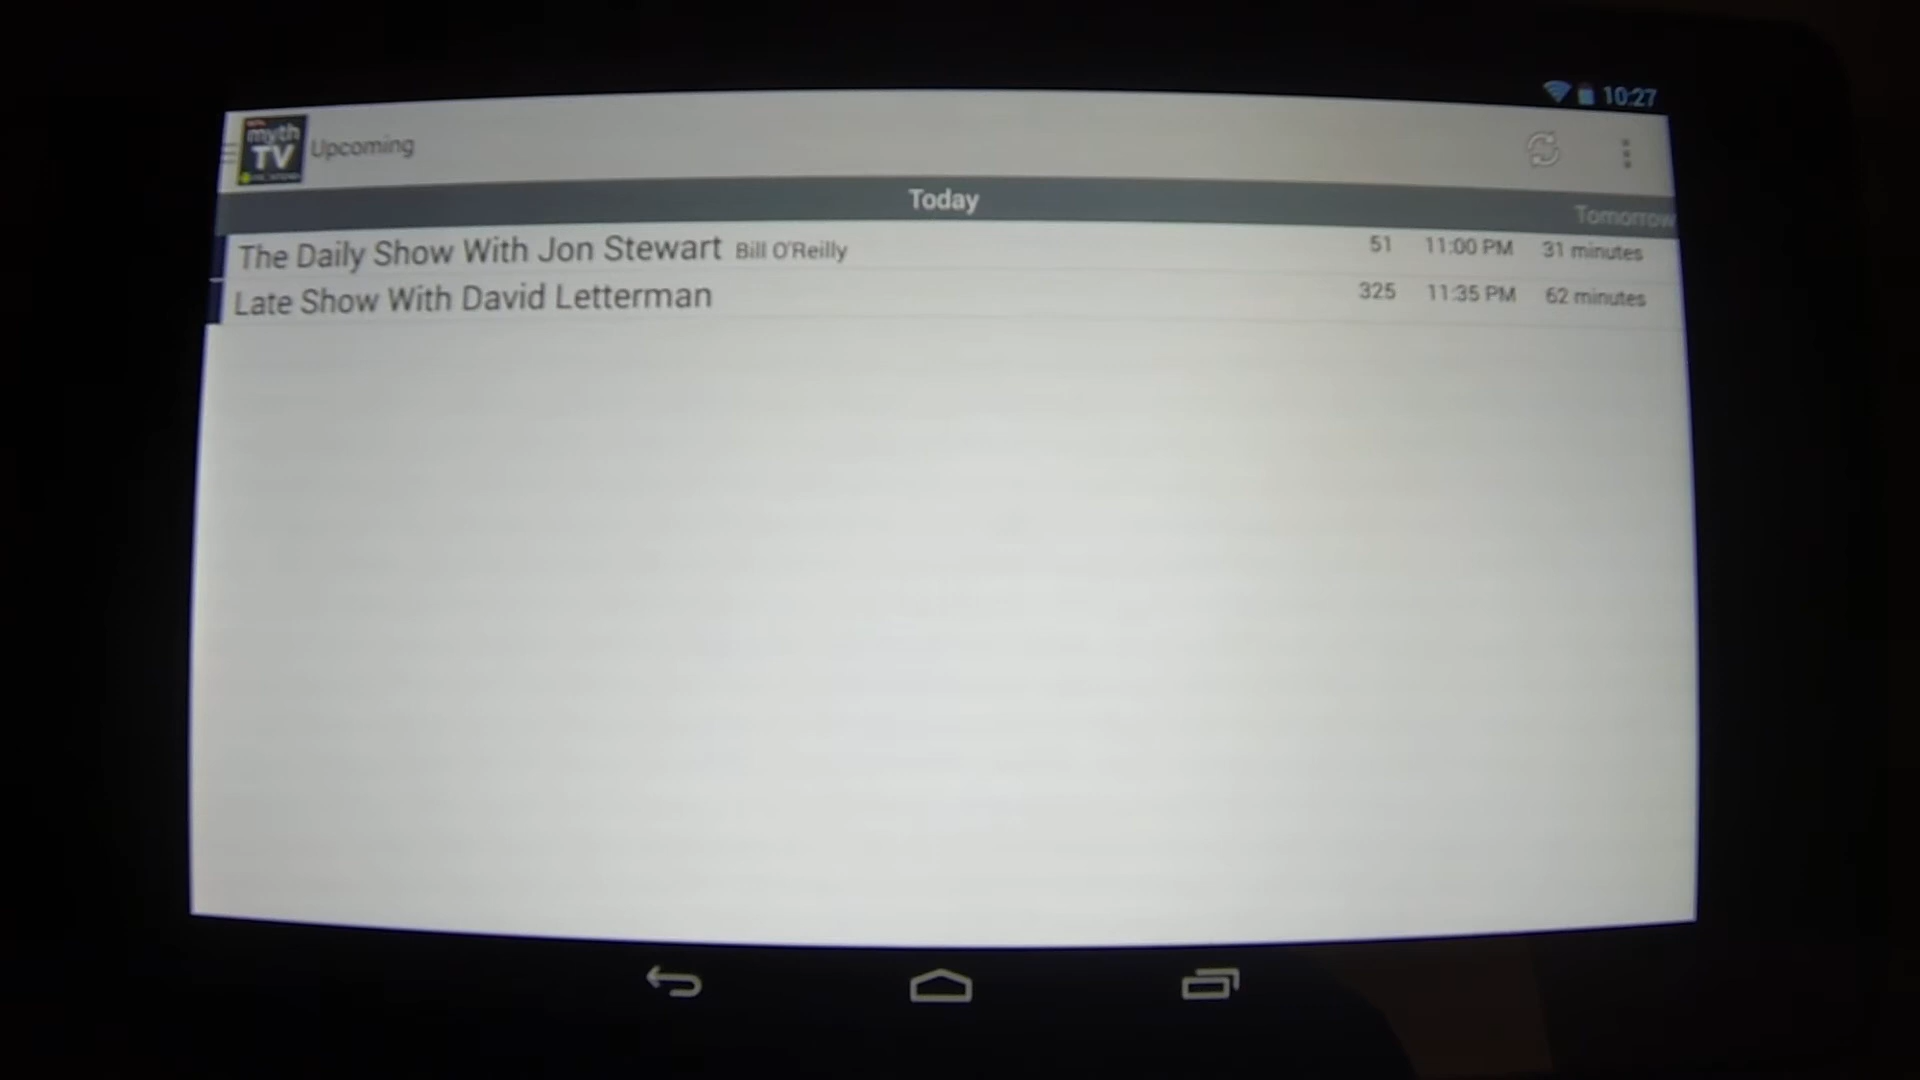 10:27
myth
TV
Upcoming
Today
Tomorrow
The Daily Show With Jon Stewart Bill O'Reilly 51 11:00 PM 31 minutes
Late Show With David Letterman 325 11:35 PM 62 minutes